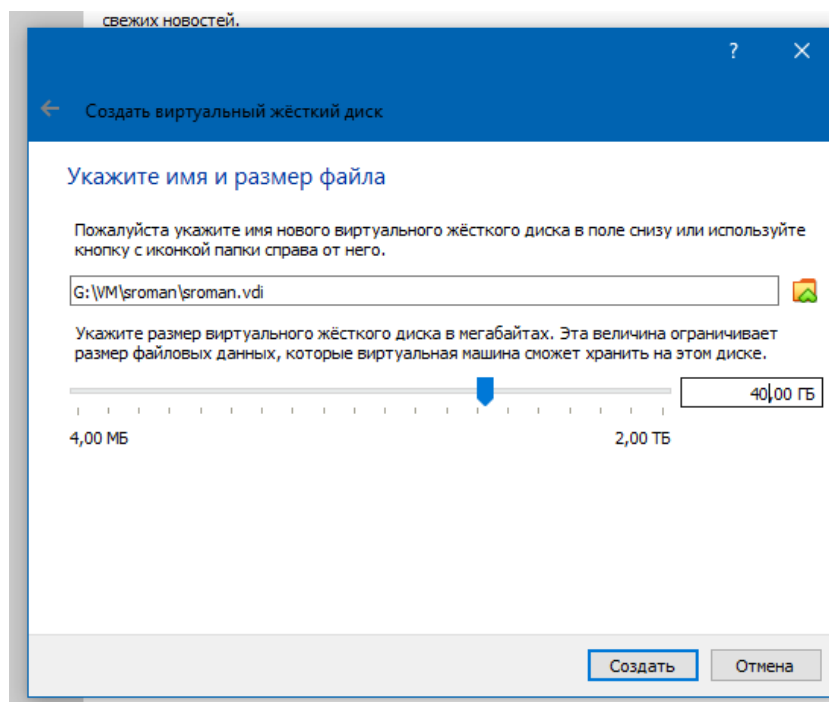 свежих новостей.
?
Создать виртуальный жёсткий диск
Укажите имя и размер файла
Пожалуйста укажите имя нового виртуального жёсткого диска в поле снизу или используйте
кнопку с иконкой папки справа от него.
G:\VM\sroman\sroman.vdi
Укажите размер виртуального жёсткого диска в мегабайтах. Эта величина ограничивает
размер файловых данных, которые виртуальная машина сможет хранить на этом диске.
40,00 ГБ
4,00 МБ 2,00 ТБ
Создать Отмена